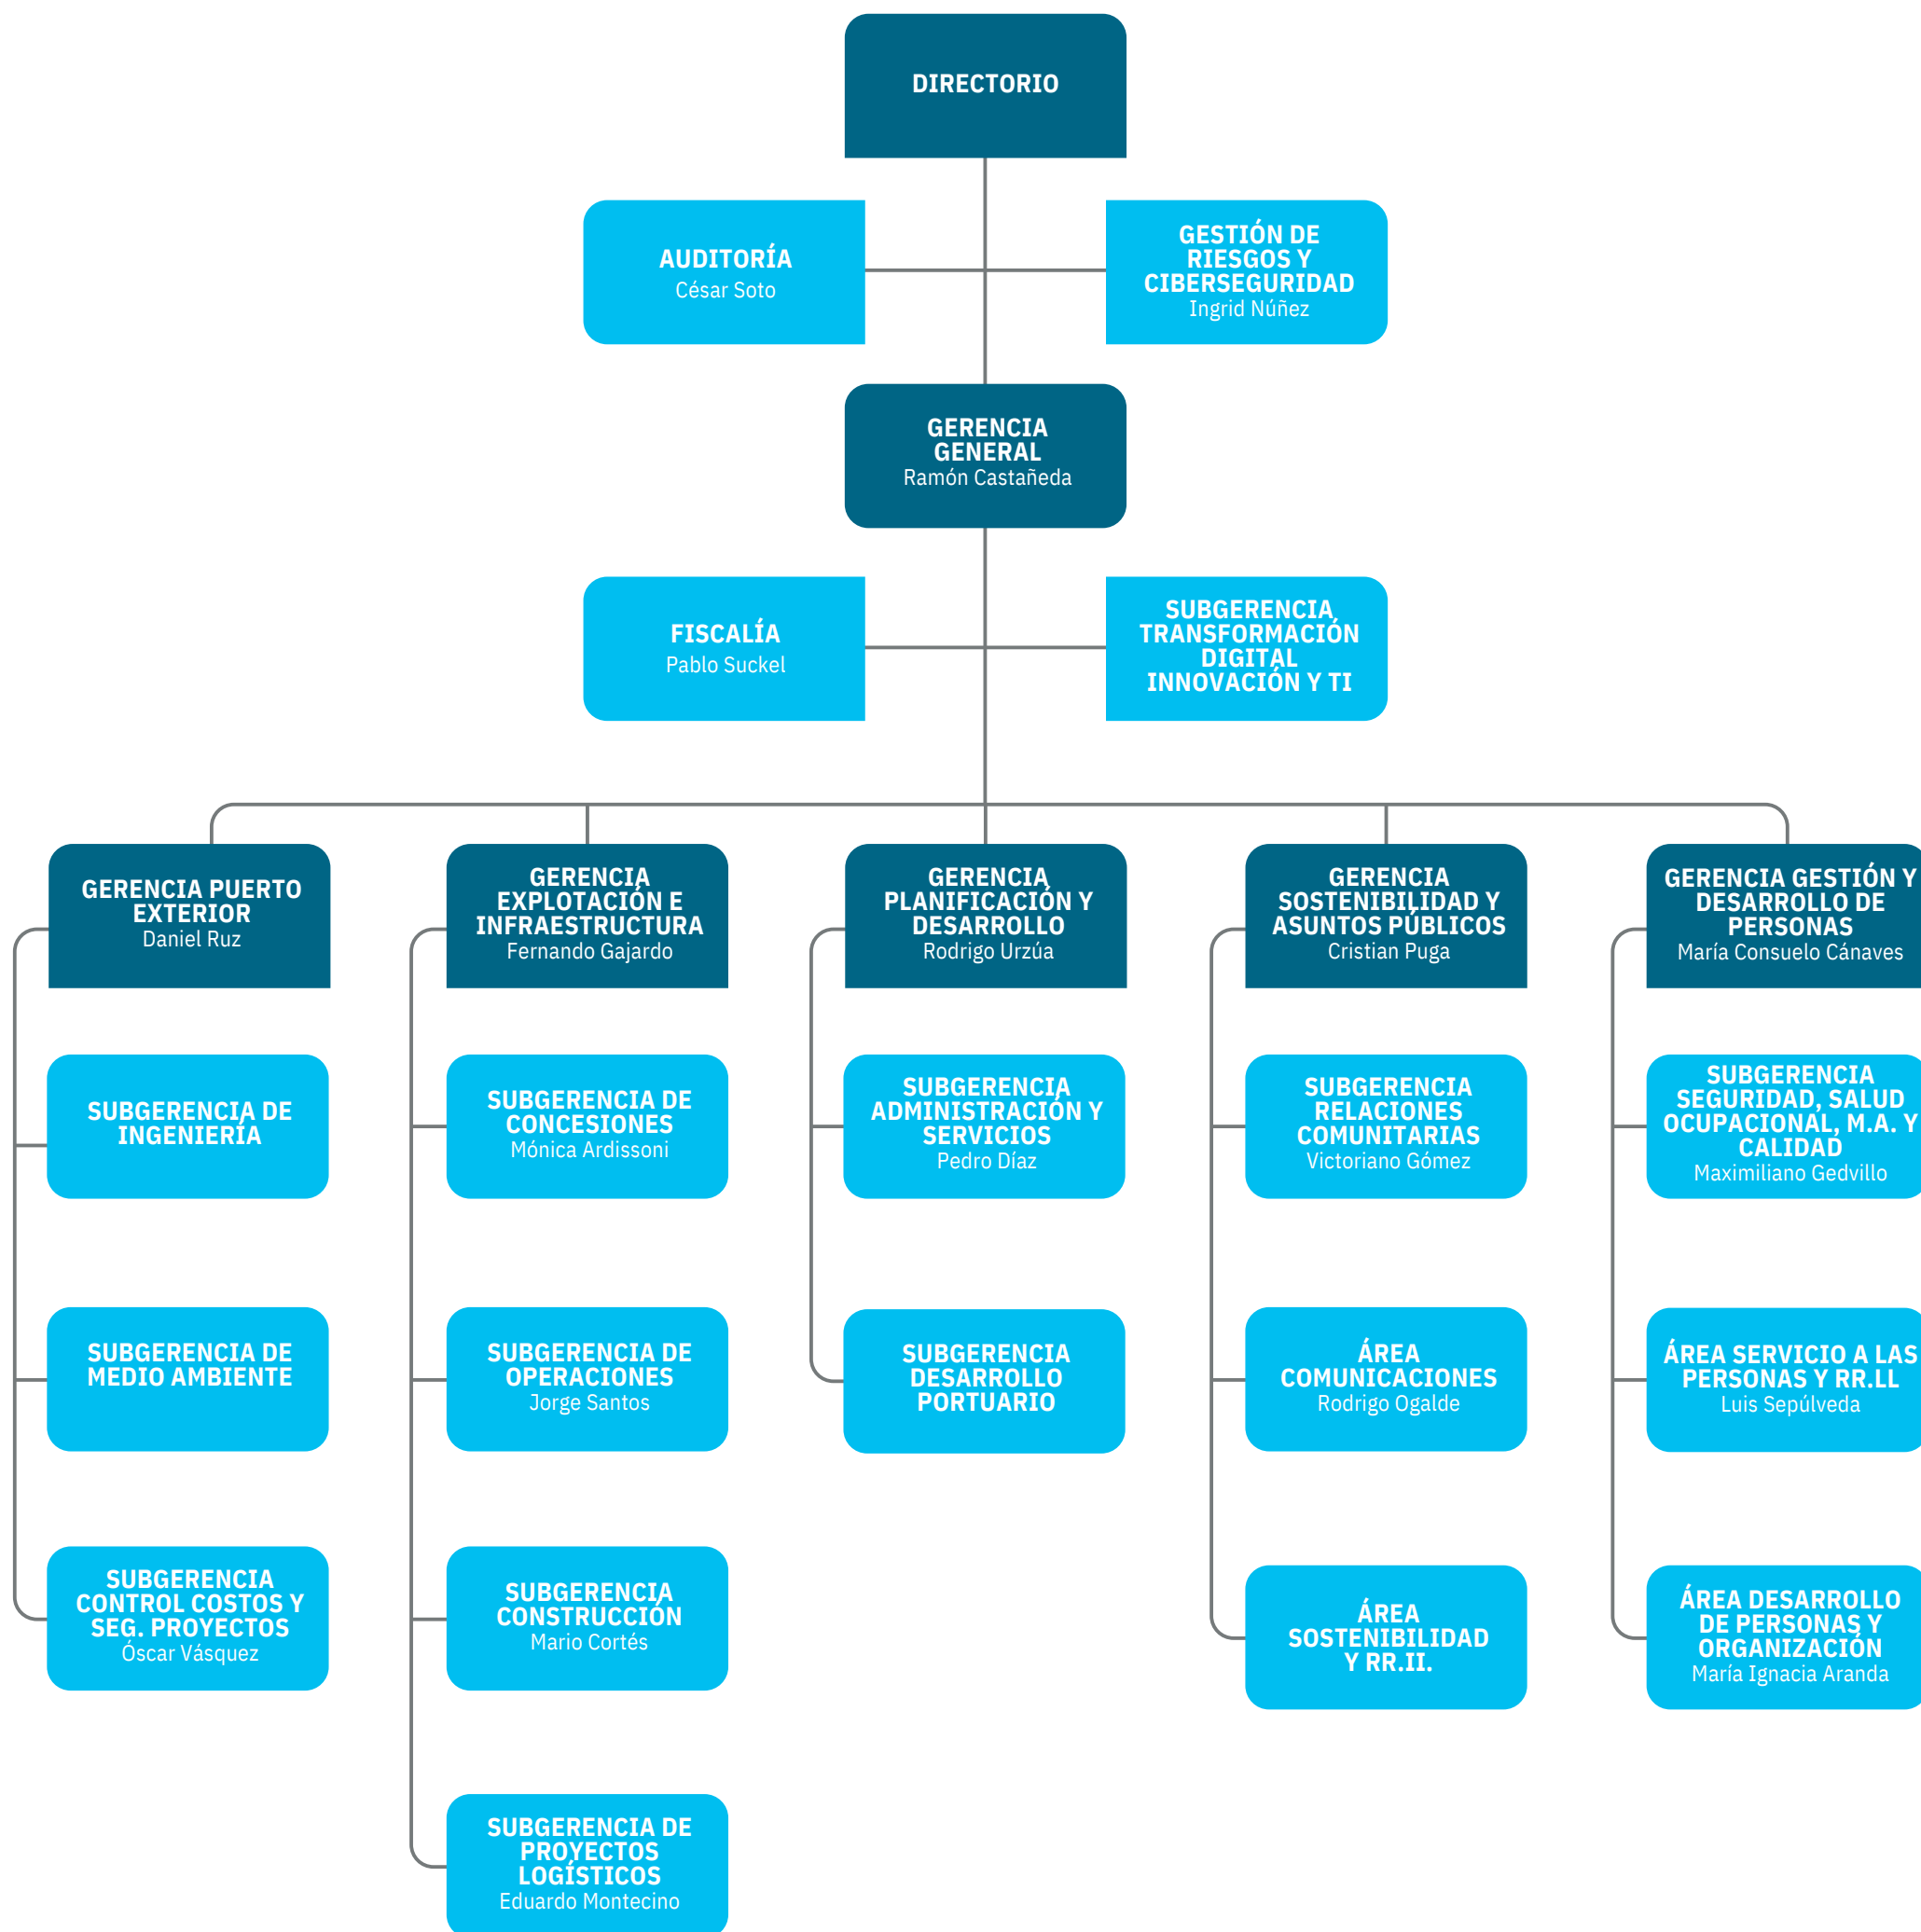 DIRECTORIO
AUDITORÍA
César Soto
GESTIÓN DE
RIESGOS Y
CIBERSEGURIDAD
Ingrid Núñez
GERENCIA
GENERAL
Ramón Castañeda
FISCALÍA
Pablo Suckel
SUBGERENCIA
TRANSFORMACIÓN
DIGITAL
INNOVACIÓN Y TI
GERENCIA PUERTO
EXTERIOR
Daniel Ruz
GERENCIA
EXPLOTACIÓN E
INFRAESTRUCTURA
Fernando Gajardo
GERENCIA
PLANIFICACIÓN Y
DESARROLLO
Rodrigo Urzúa
GERENCIA
SOSTENIBILIDAD Y
ASUNTOS PÚBLICOS
Cristian Puga
GERENCIA GESTIÓN Y
DESARROLLO DE
PERSONAS
María Consuelo Cánaves
SUBGERENCIA DE
INGENIERÍA
SUBGERENCIA DE
CONCESIONES
Mónica Ardissoni
SUBGERENCIA
ADMINISTRACIÓN Y
SERVICIOS
Pedro Díaz
SUBGERENCIA
RELACIONES
COMUNITARIAS
Victoriano Gómez
SUBGERENCIA
SEGURIDAD, SALUD
OCUPACIONAL, M.A. Y
CALIDAD
Maximiliano Gedvillo
SUBGERENCIA DE
MEDIO AMBIENTE
SUBGERENCIA DE
OPERACIONES
Jorge Santos
SUBGERENCIA
DESARROLLO
PORTUARIO
ÁREA
COMUNICACIONES
Rodrigo Ogalde
ÁREA SERVICIO A LAS
PERSONAS Y RR.LL
Luis Sepúlveda
SUBGERENCIA
CONTROL COSTOS Y
SEG. PROYECTOS
Óscar Vásquez
SUBGERENCIA
CONSTRUCCIÓN
Mario Cortés
ÁREA
SOSTENIBILIDAD
Y RR.II.
ÁREA DESARROLLO
DE PERSONAS Y
ORGANIZACIÓN
María Ignacia Aranda
SUBGERENCIA DE
PROYECTOS
LOGÍSTICOS
Eduardo Montecino